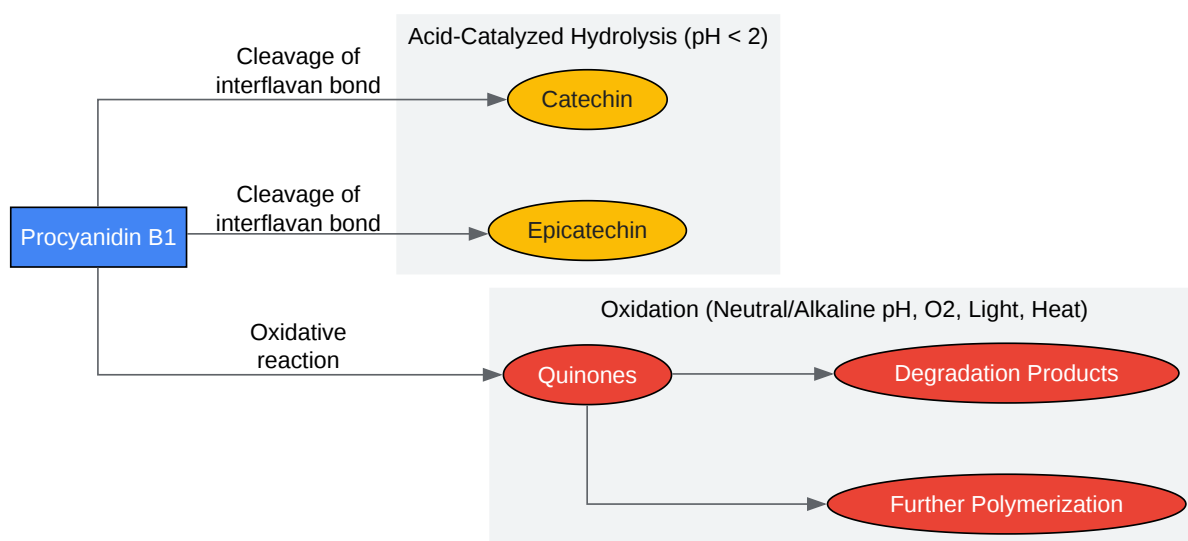 Acid-Catalyzed Hydrolysis (pH < 2)
Cleavage of
interflavan bond
Catechin
Cleavage of
interflavan bond
Epicatechin
Procyanidin B1
Oxidation (Neutral/Alkaline pH, O2, Light, Heat)
Oxidative
reaction
Quinones
Degradation Products
Further Polymerization